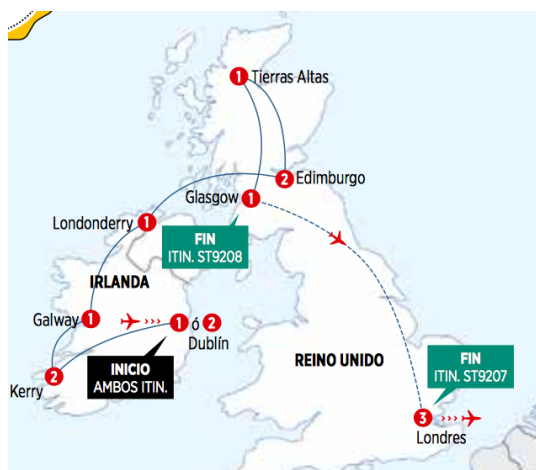 1 Tierras Altas
2 Edimburgo
Glasgow 1
Londonderry 1
FIN
ITIN. ST9208
IRLANDA
Galway 1
1 ó 2
Dublín
REINO UNIDO
FIN
ITIN. ST9207
INICIO
AMBOS ITIN.
Kerry 2
3
Londres